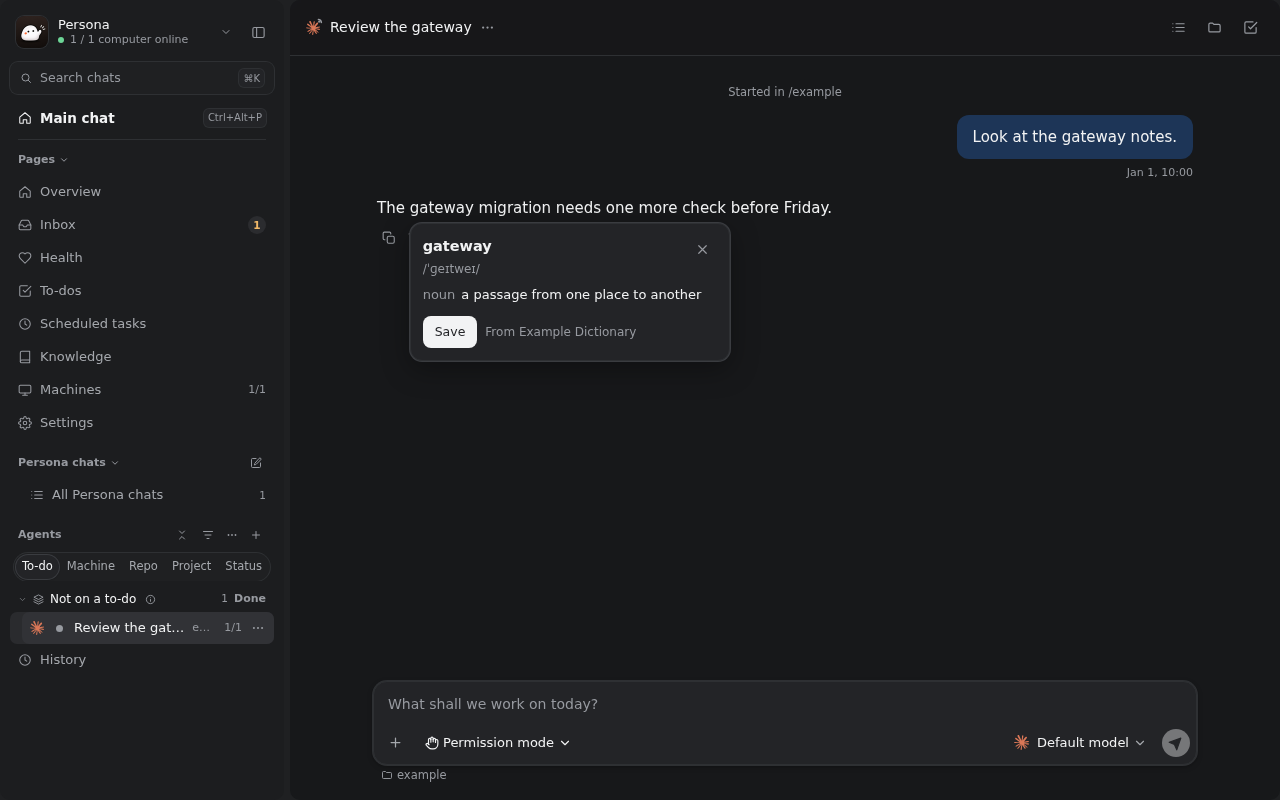 Persona
1 / 1 computer online
Search chats
⌘K
Main chat
Ctrl+Alt+P
Pages
Overview
Inbox
1
Health
To-dos
Scheduled tasks
Knowledge
Machines
1/1
Settings
Persona chats
All Persona chats
1
Agents
To-do Machine Repo Project Status
Not on a to-do
1 Done
Review the gat… e… 1/1
History
Review the gateway
Started in /example
Look at the gateway notes.
Jan 1, 10:00
The gateway migration needs one more check before Friday.
gateway
/ˈɡeɪtweɪ/
noun a passage from one place to another
Save From Example Dictionary
What shall we work on today?
Permission mode
Default model
example